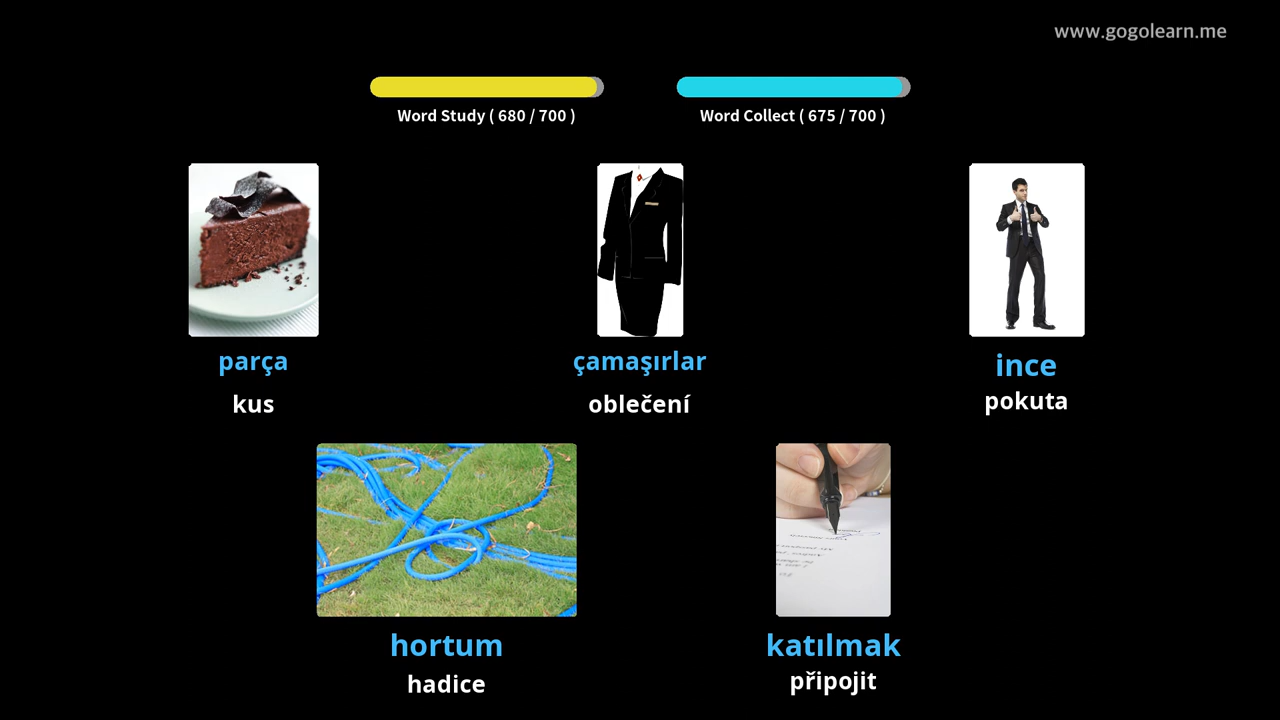 www.gogolearn.me
Word Study ( 680 / 700 )
Word Collect ( 675 / 700 )
parça
çamaşırlar
ince
kus
oblečení
pokuta
hortum
katılmak
hadice
připojit